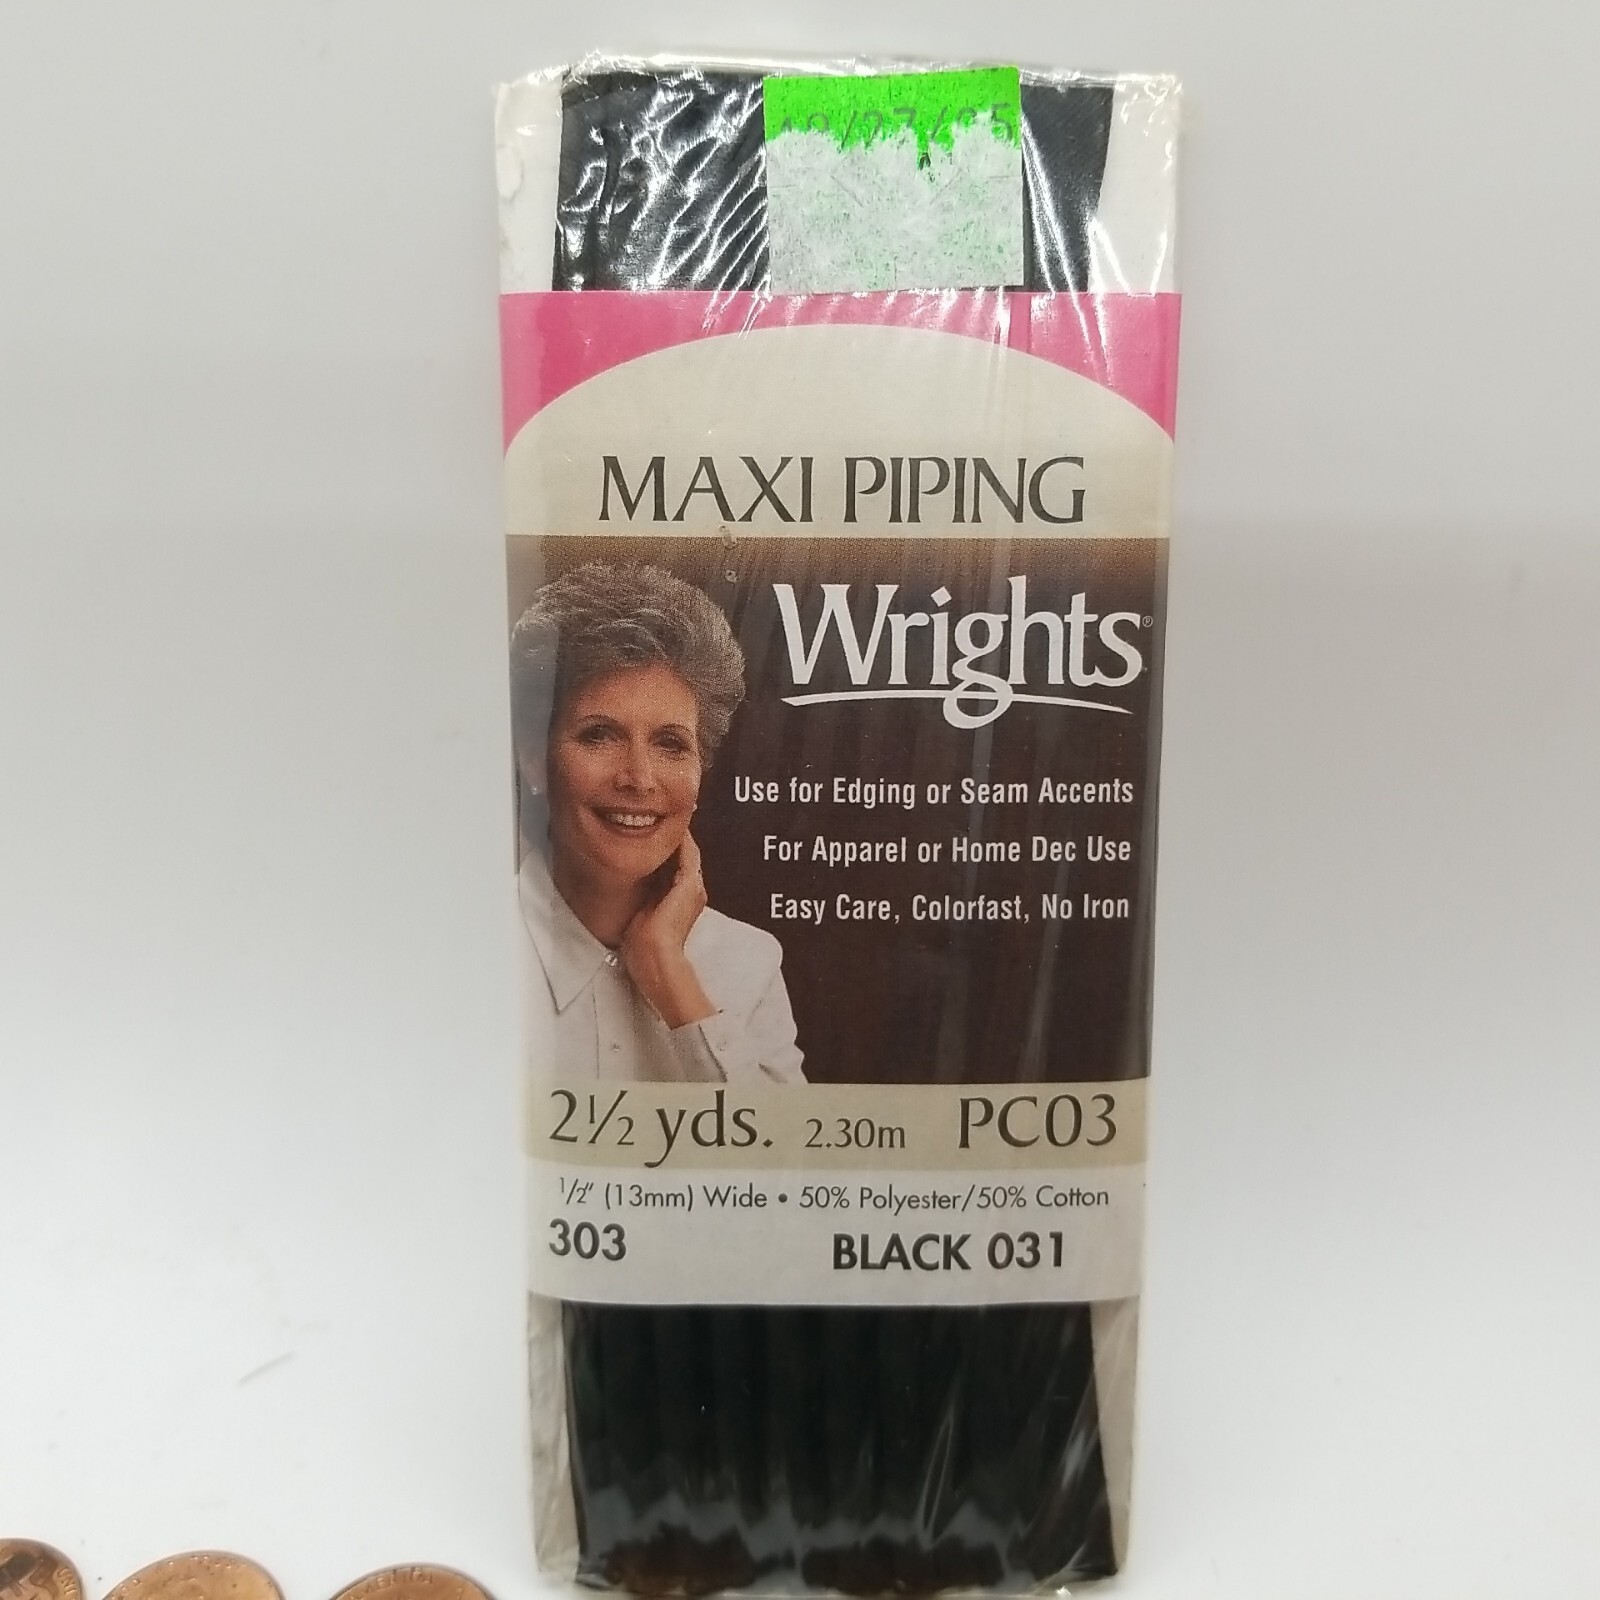 MAXI PIPING
Wrights®
Use for Edging or Seam Accents
For Apparel or Home Dec Use
Easy Care, Colorfast, No Iron
2½ yds. 2.30m PC03
½" (13mm) Wide • 50% Polyester/50% Cotton
303 BLACK 031